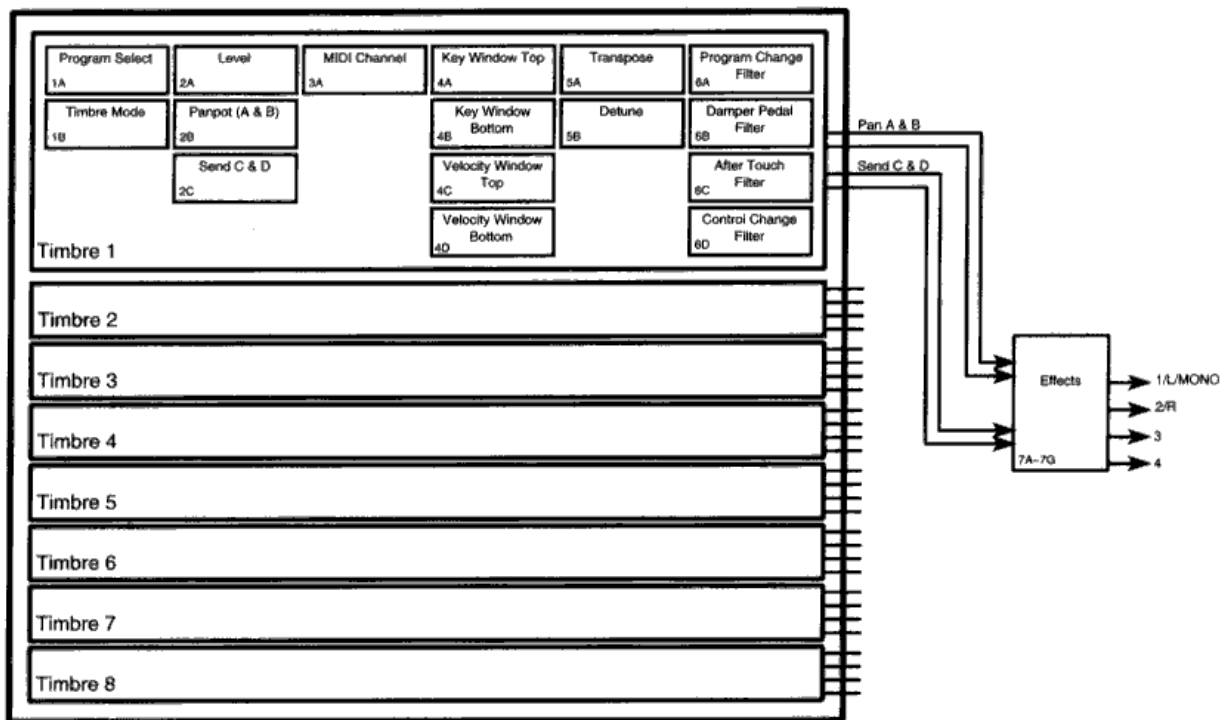 Program Select
1A
Level
2A
MIDI Channel
3A
Key Window Top
4A
Transpose
5A
Program Change
Filter
6A
Timbre Mode
1B
Panpot (A & B)
2B
Key Window
Bottom
4B
Detune
5B
Damper Pedal
Filter
6B
Send C & D
2C
Velocity Window
Top
4C
After Touch
Filter
6C
Velocity Window
Bottom
4D
Control Change
Filter
6D
Timbre 1
Pan A & B
Send C & D
Timbre 2
Timbre 3
Timbre 4
Timbre 5
Timbre 6
Timbre 7
Timbre 8
Effects
7A~7G
1/L/MONO
2/R
3
4